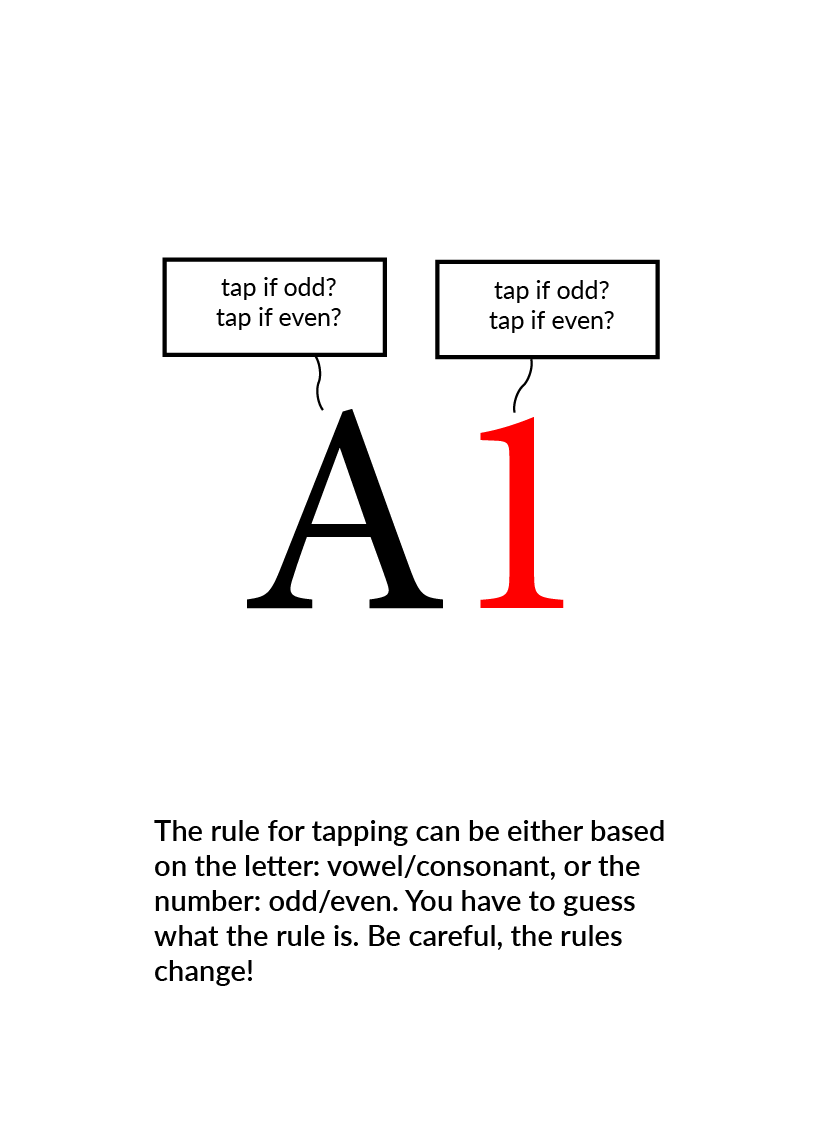 tap if odd?
tap if even?
tap if odd?
tap if even?
A1
The rule for tapping can be either based
on the letter: vowel/consonant, or the
number: odd/even. You have to guess
what the rule is. Be careful, the rules
change!